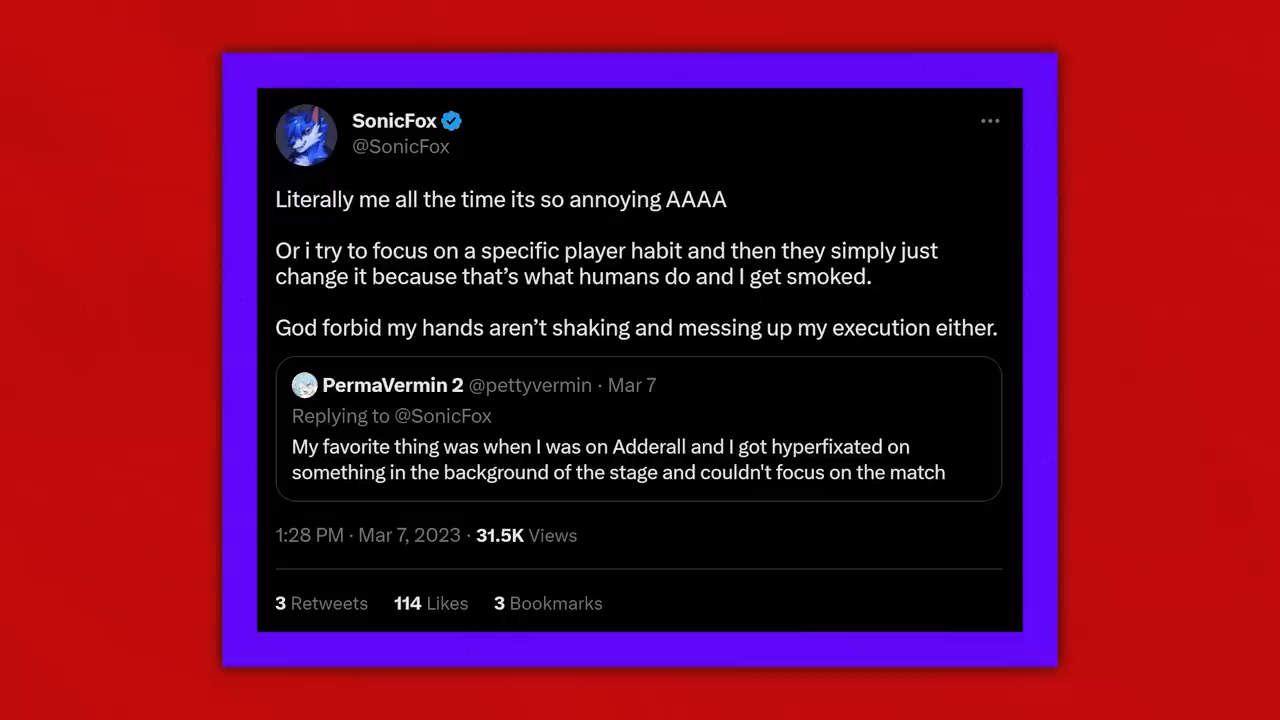 SonicFox
@SonicFox
Literally me all the time its so annoying AAAA
Or i try to focus on a specific player habit and then they simply just
change it because that’s what humans do and I get smoked.
God forbid my hands aren’t shaking and messing up my execution either.
PermaVermin 2 @pettyvermin · Mar 7
Replying to @SonicFox
My favorite thing was when I was on Adderall and I got hyperfixated on
something in the background of the stage and couldn't focus on the match
1:28 PM · Mar 7, 2023 · 31.5K Views
3 Retweets 114 Likes 3 Bookmarks